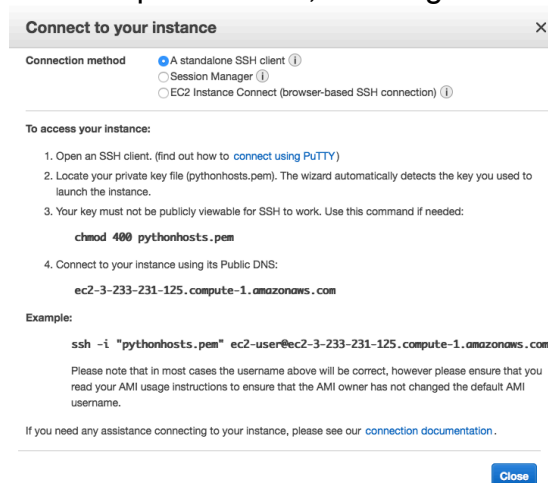 Connect to your instance
×
Connection method
A standalone SSH client i
Session Manager i
EC2 Instance Connect (browser-based SSH connection) i
To access your instance:
1. Open an SSH client. (find out how to connect using PuTTY)
2. Locate your private key file (pythonhosts.pem). The wizard automatically detects the key you used to
launch the instance.
3. Your key must not be publicly viewable for SSH to work. Use this command if needed:
chmod 400 pythonhosts.pem
4. Connect to your instance using its Public DNS:
ec2-3-233-231-125.compute-1.amazonaws.com
Example:
ssh -i "pythonhosts.pem" ec2-user@ec2-3-233-231-125.compute-1.amazonaws.com
Please note that in most cases the username above will be correct, however please ensure that you
read your AMI usage instructions to ensure that the AMI owner has not changed the default AMI
username.
If you need any assistance connecting to your instance, please see our connection documentation.
Close